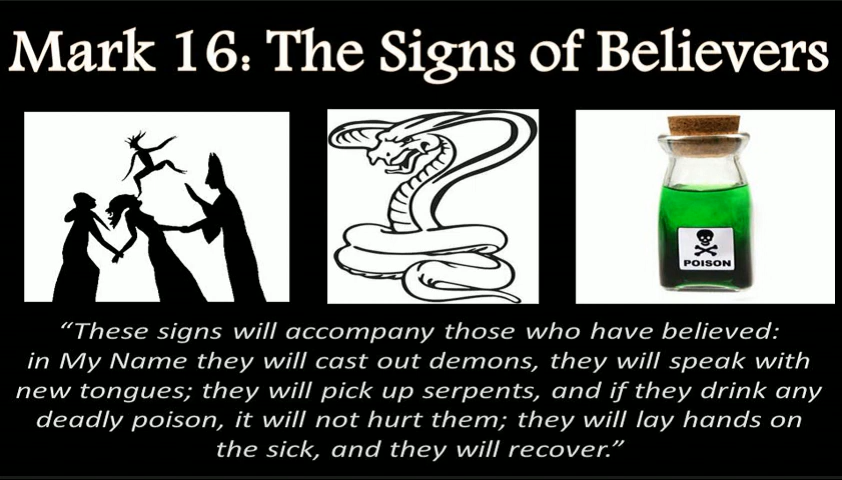 Mark 16: The Signs of Believers
POISON
“These signs will accompany those who have believed:
in My Name they will cast out demons, they will speak with
new tongues; they will pick up serpents, and if they drink any
deadly poison, it will not hurt them; they will lay hands on
the sick, and they will recover.”